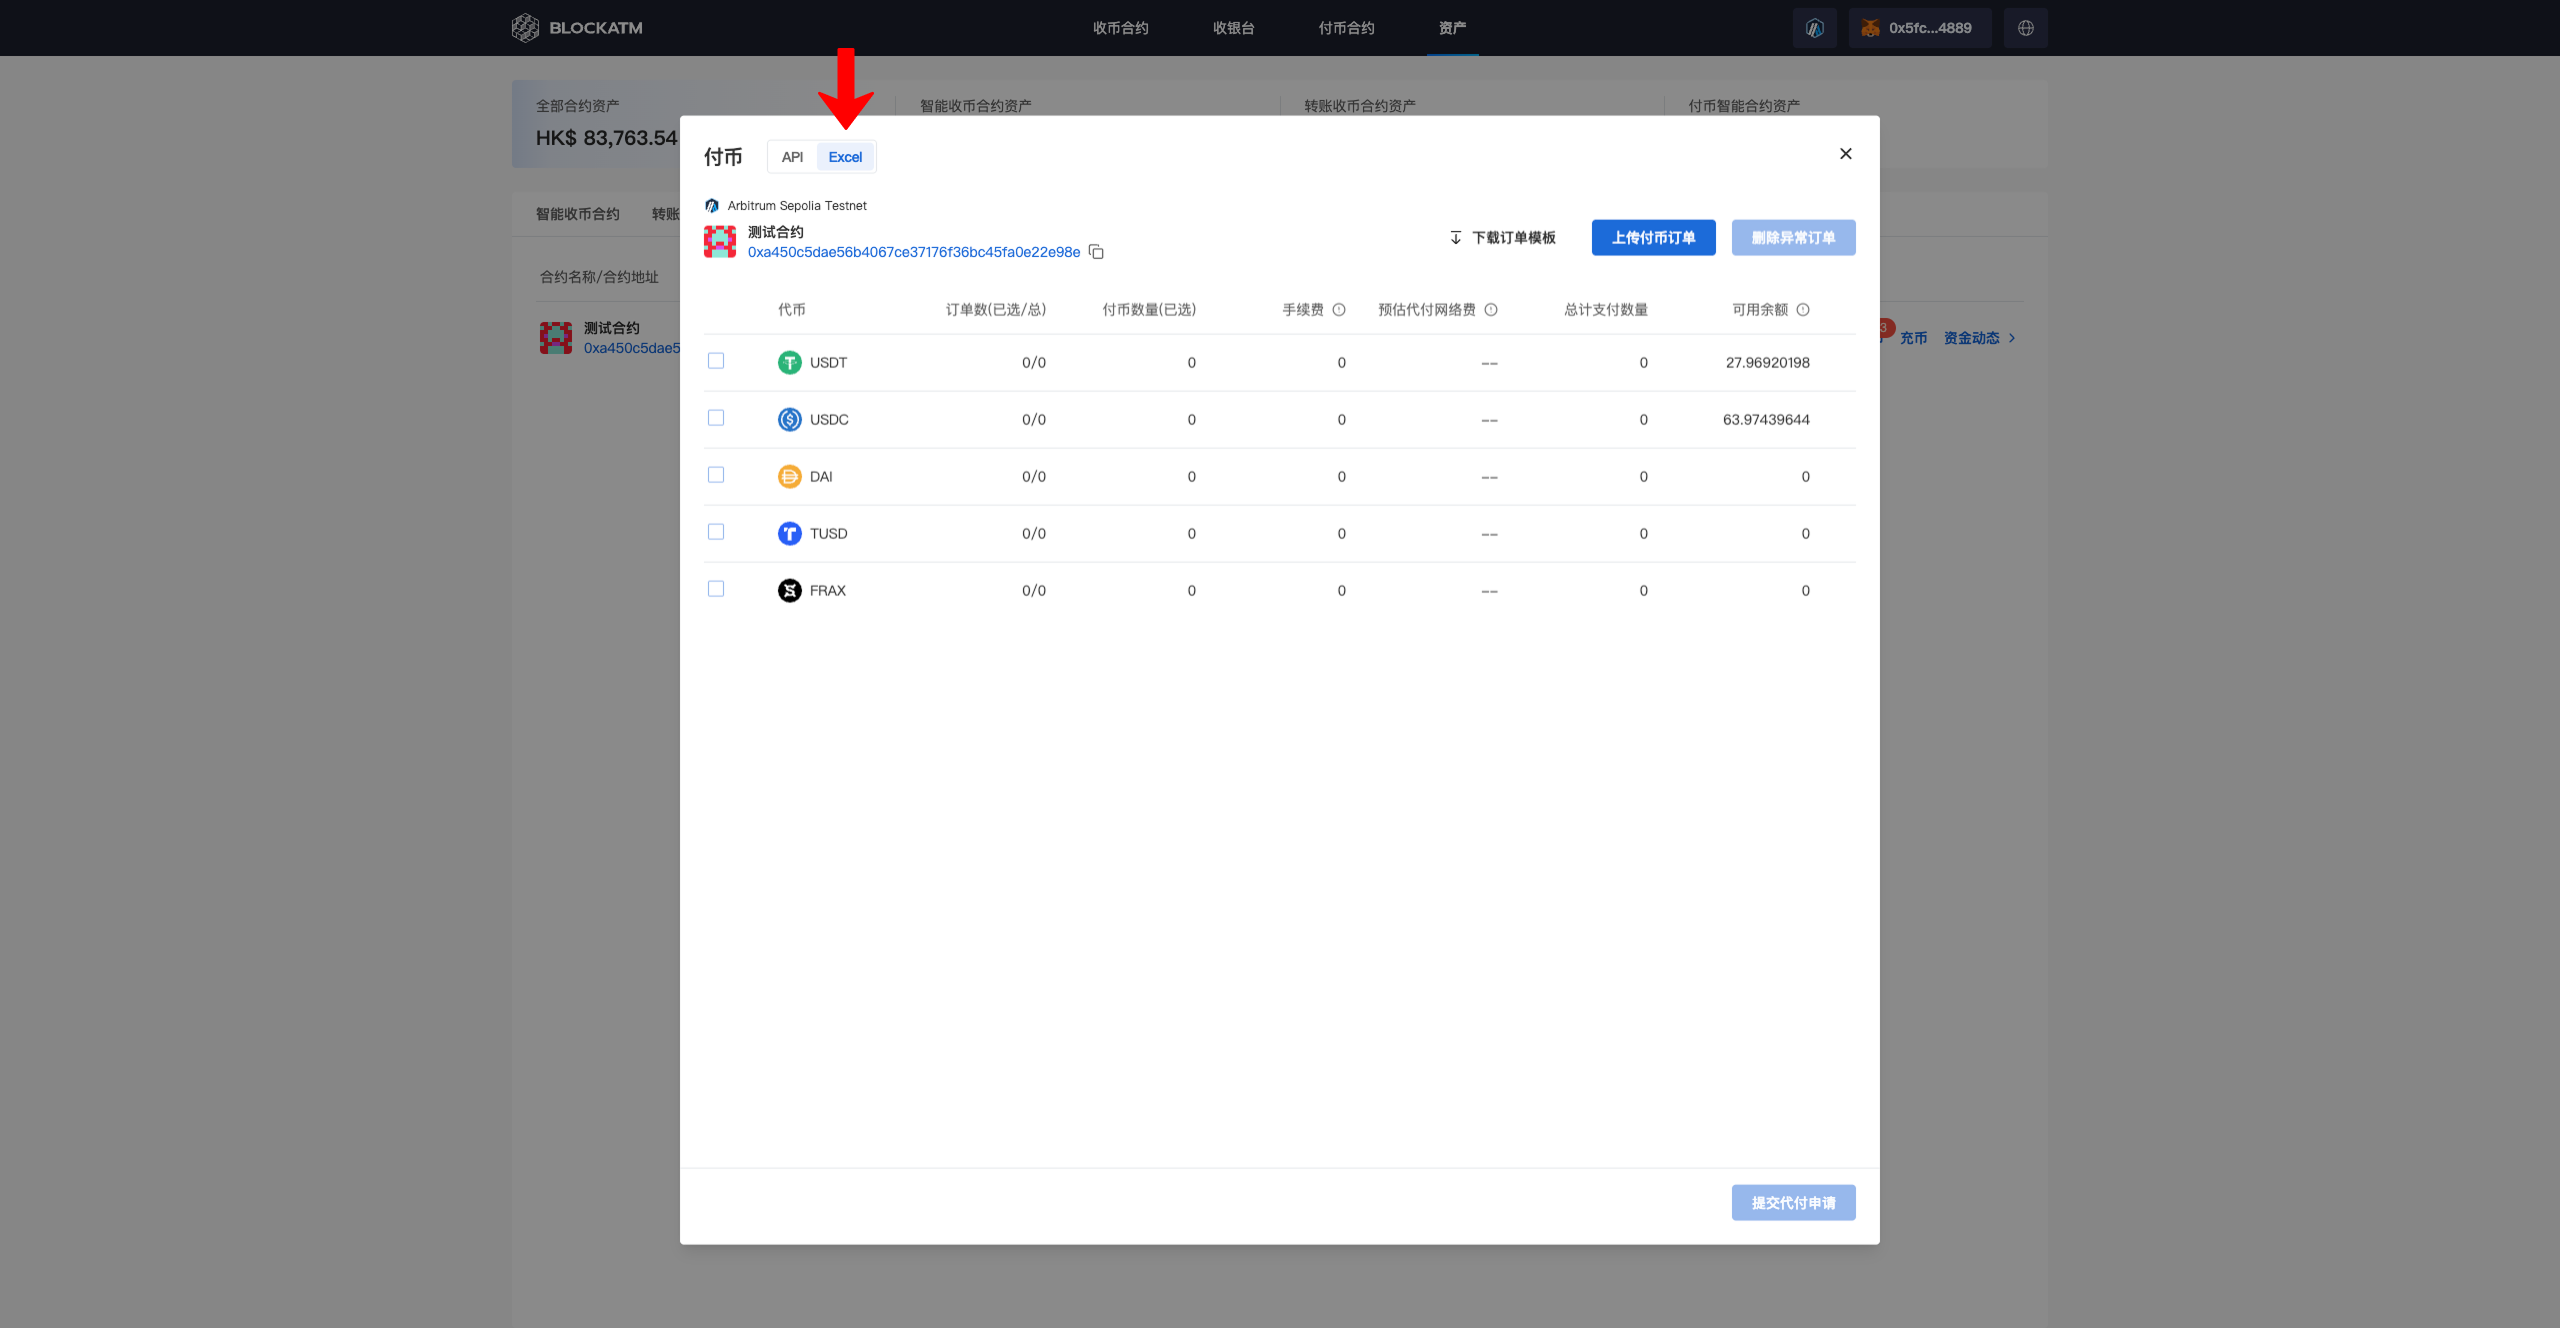 BLOCKATM
收币合约
收银台
付币合约
资产
0x5fc...4889
全部合约资产
HK$ 83,763.54
智能收币合约资产
转账收币合约资产
付币智能合约资产
智能收币合约
转账
合约名称/合约地址
测试合约
0xa450c5dae5
3
充币
资金动态
付币
API
Excel
Arbitrum Sepolia Testnet
测试合约
0xa450c5dae56b4067ce37176f36bc45fa0e22e98e
下载订单模板
上传付币订单
删除异常订单
代币 订单数(已选/总) 付币数量(已选) 手续费 预估代付网络费 总计支付数量 可用余额
USDT 0/0 0 0 -- 0 27.96920198
USDC 0/0 0 0 -- 0 63.97439644
DAI 0/0 0 0 -- 0 0
TUSD 0/0 0 0 -- 0 0
FRAX 0/0 0 0 -- 0 0
提交代付申请